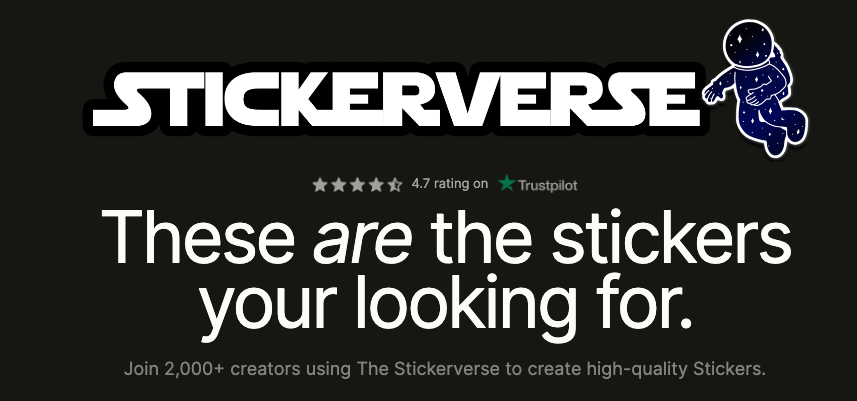 STICKERVERSE
4.7 rating on Trustpilot
These are the stickers
your looking for.
Join 2,000+ creators using The Stickerverse to create high-quality Stickers.